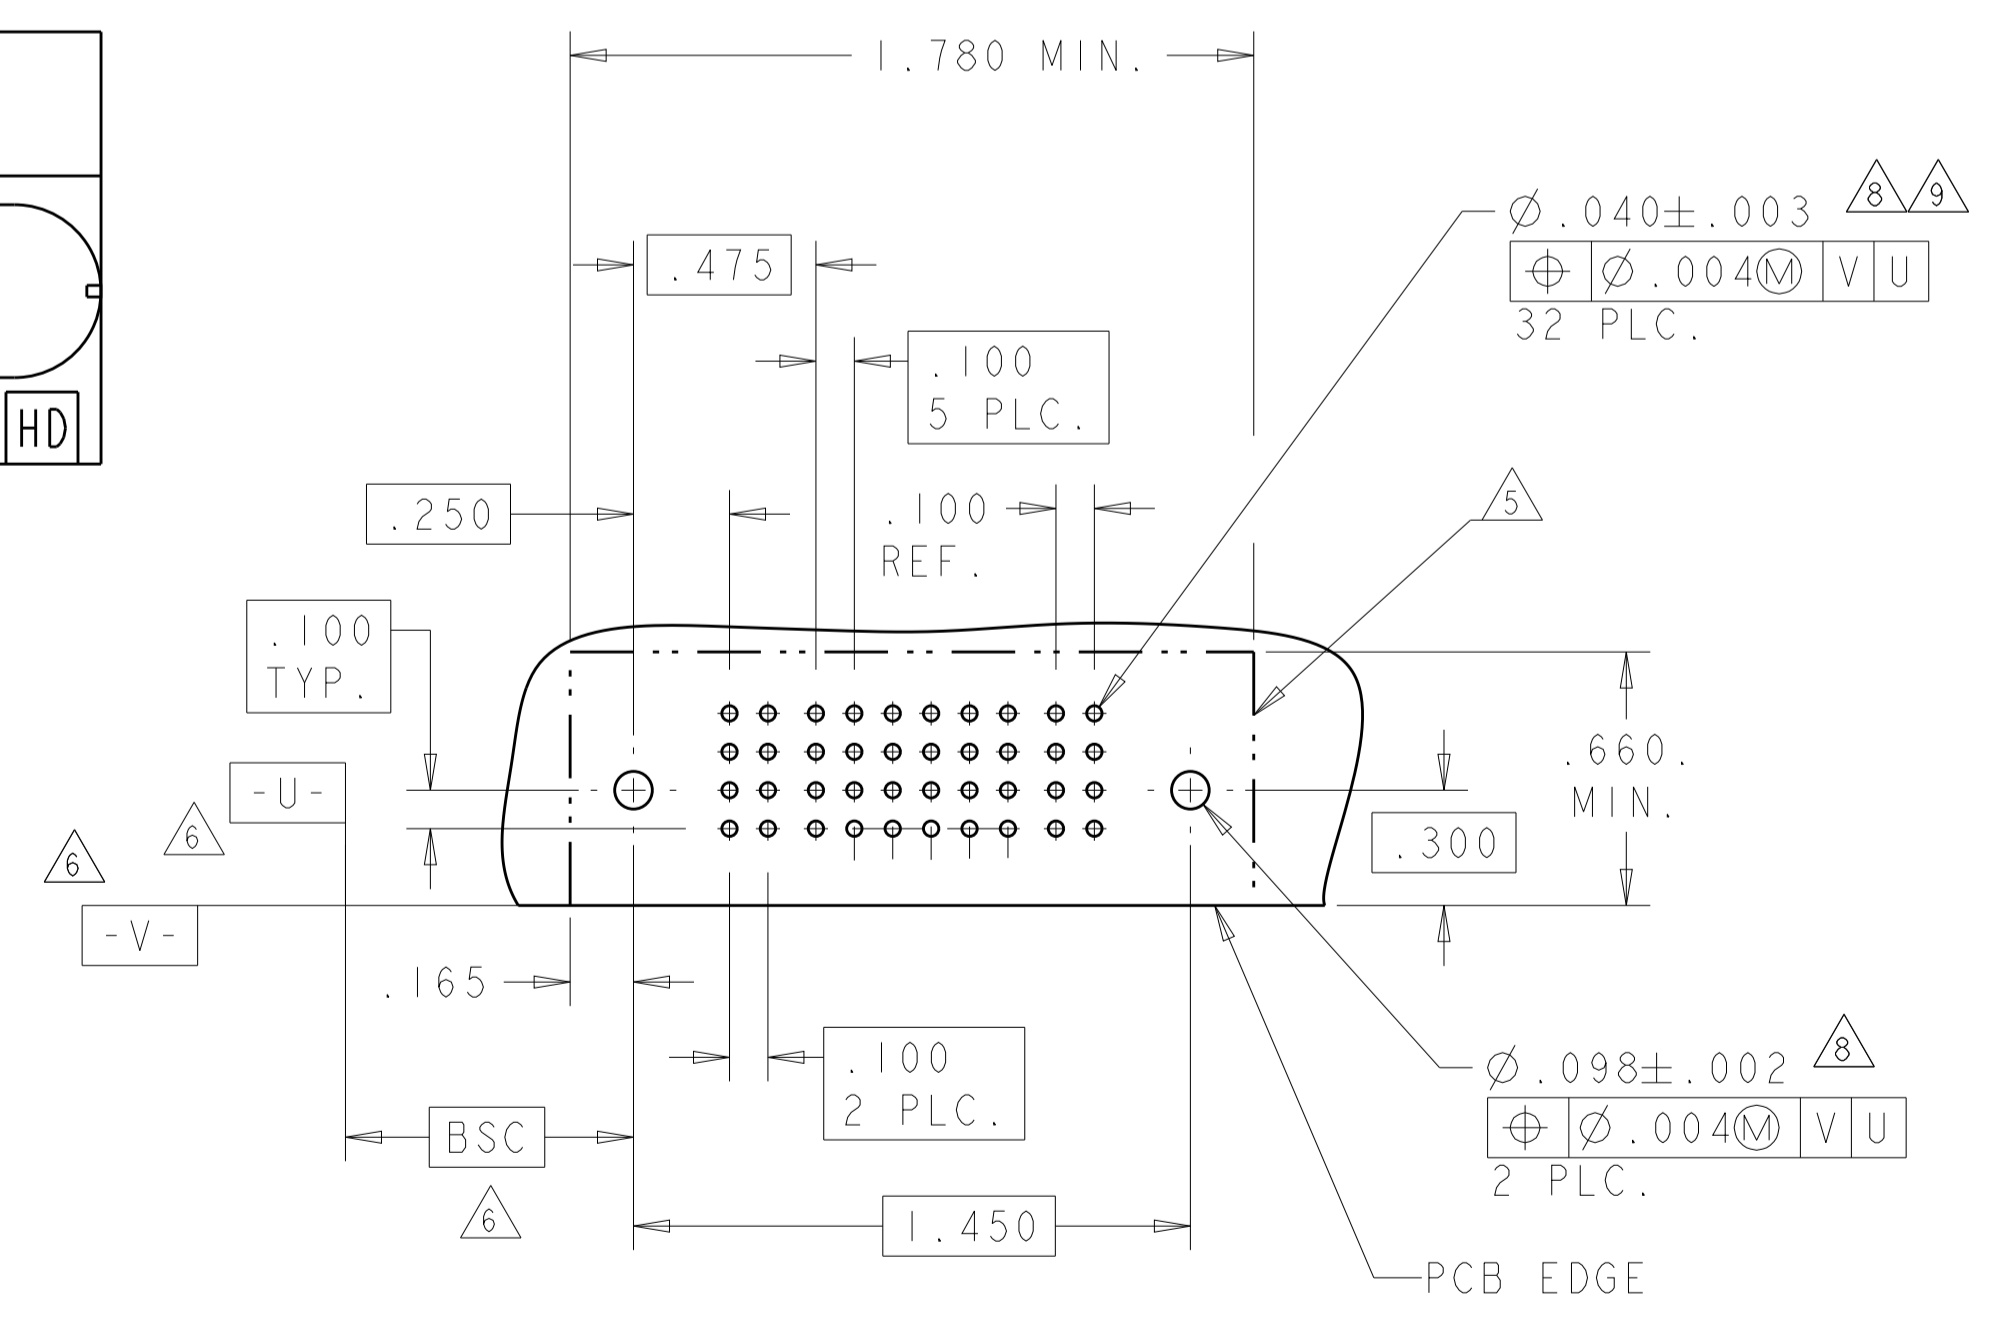 1.780 MIN.
8 9
Ø.040±.003
⌖ Ø.004Ⓜ V U
32 PLC.
.475
.100
5 PLC.
HD
.250
.100
REF.
5
.100
TYP.
-U-
6
6
-V-
.660.
MIN.
.300
.165
.100
2 PLC.
8
Ø.098±.002
⌖ Ø.004Ⓜ V U
2 PLC.
BSC
6
1.450
PCB EDGE